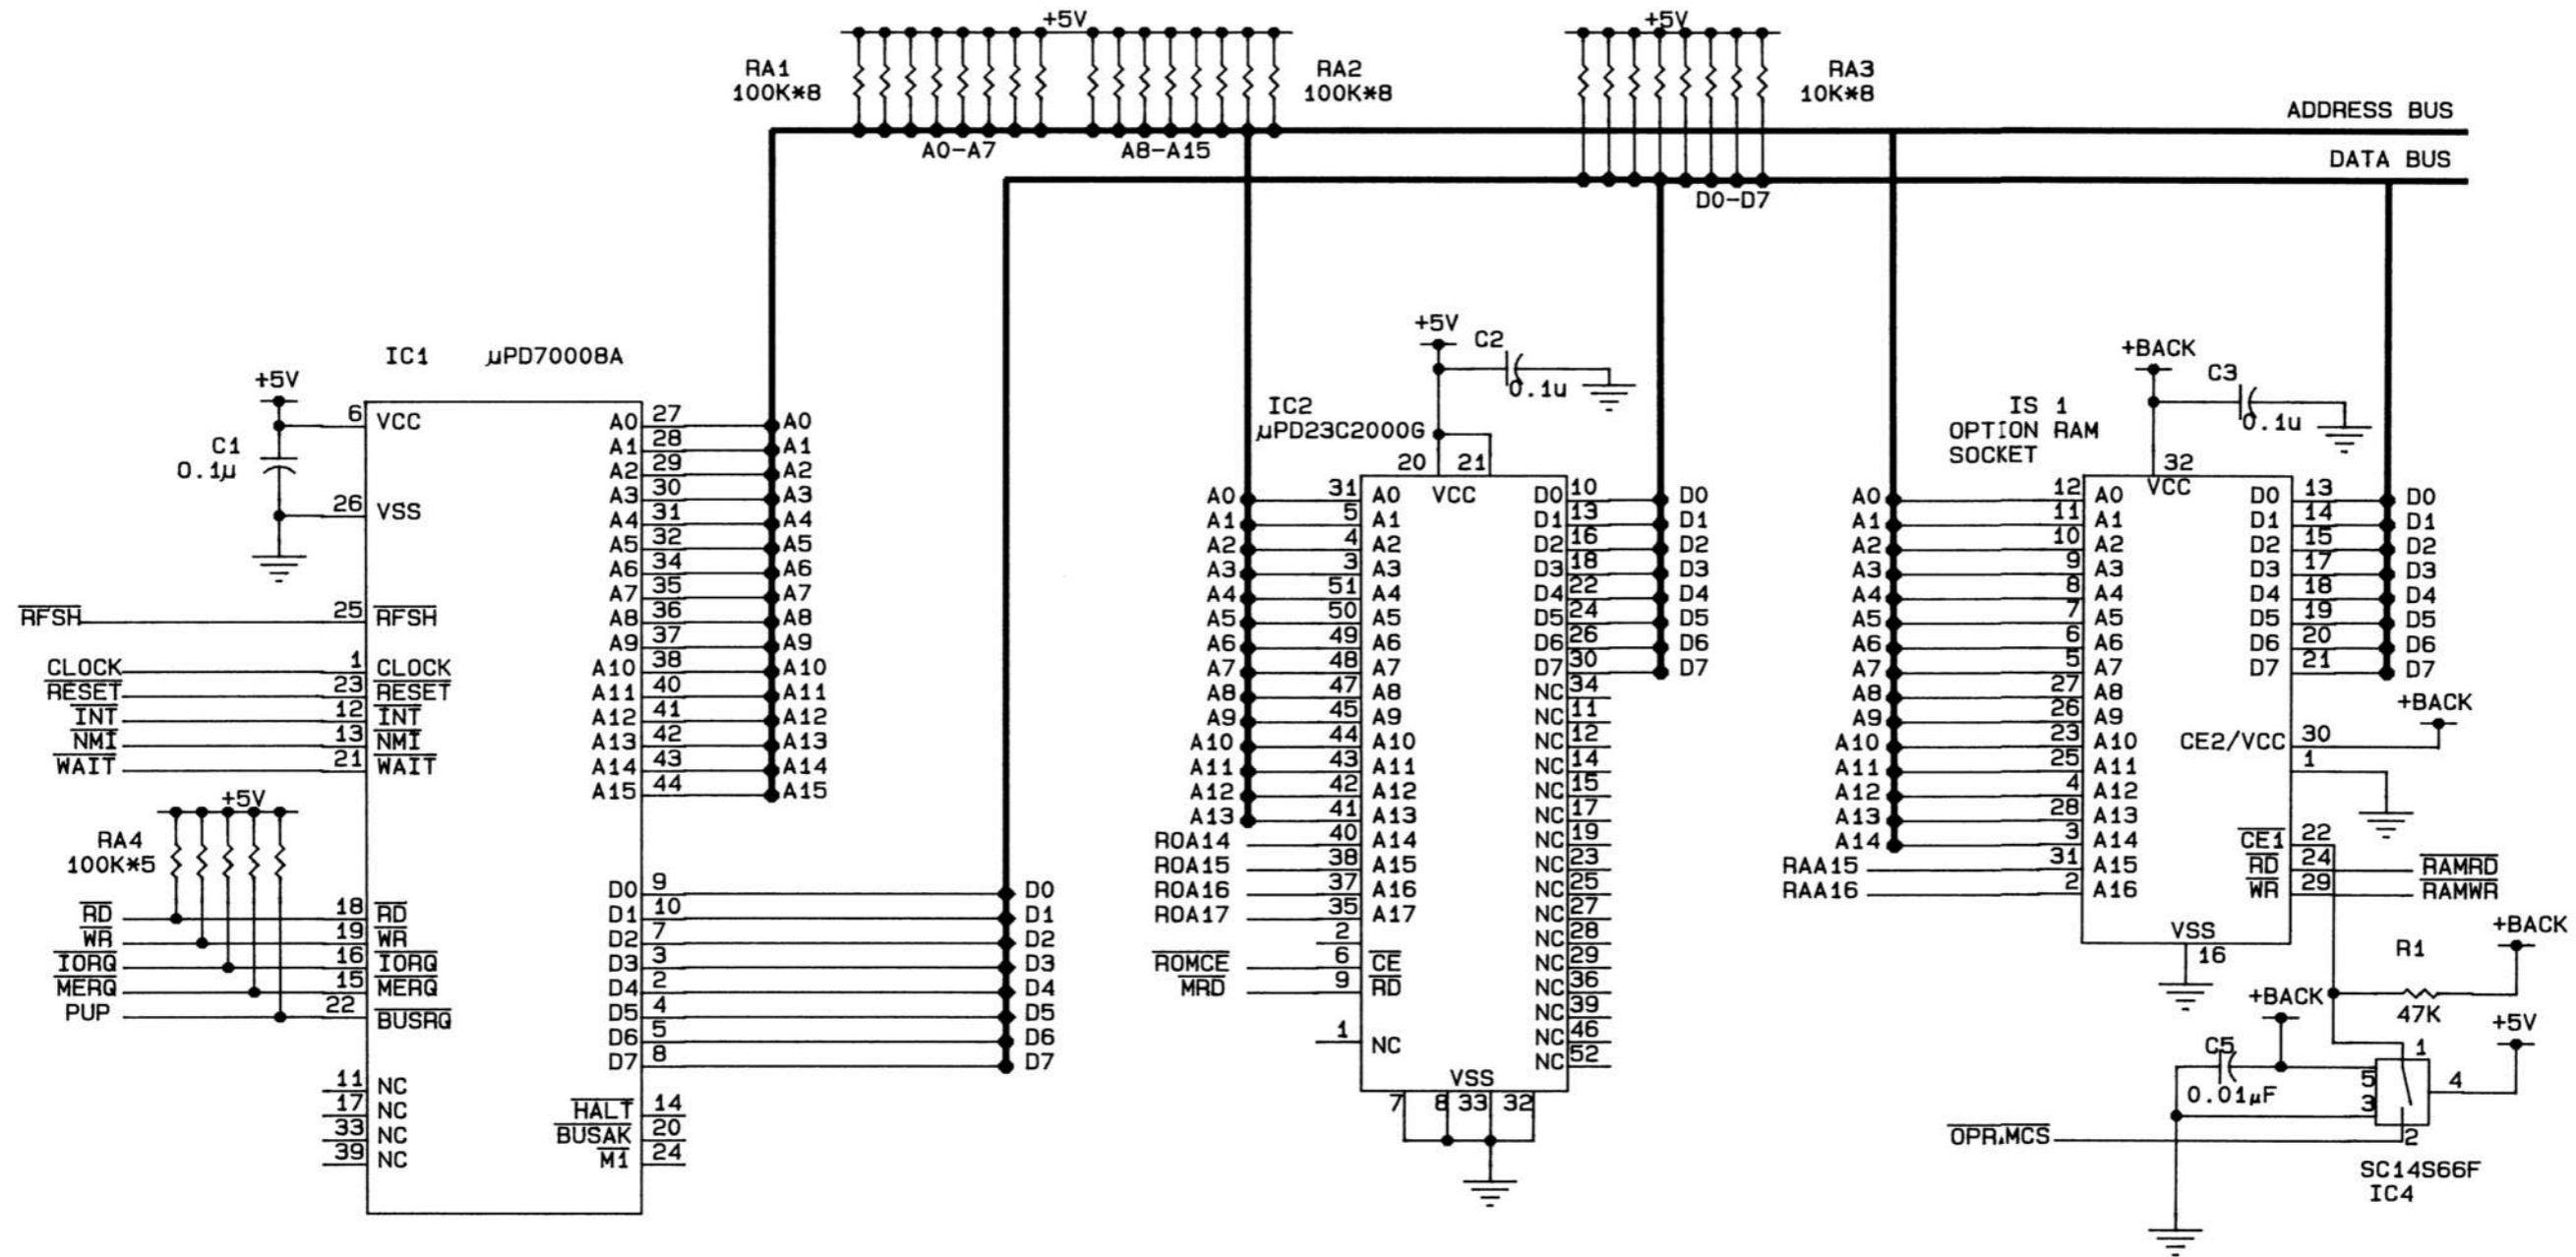 +5V
+5V
RA1
100K*8
RA2
100K*8
RA3
10K*8
ADDRESS BUS
A0-A7
A8-A15
DATA BUS
D0-D7
IC1 µPD70008A
+5V
C1
0.1µ
6 VCC
26 VSS
RFSH 25 RFSH
CLOCK 1 CLOCK
RESET 23 RESET
INT 12 INT
NMI 13 NMI
WAIT 21 WAIT
+5V
RA4
100K*5
RD 18 RD
WR 19 WR
IORQ 16 IORQ
MERQ 15 MERQ
PUP 22 BUSRQ
11 NC
17 NC
33 NC
39 NC
A0 27 A0
A1 28 A1
A2 29 A2
A3 30 A3
A4 31 A4
A5 32 A5
A6 34 A6
A7 35 A7
A8 36 A8
A9 37 A9
A10 38 A10
A11 40 A11
A12 41 A12
A13 42 A13
A14 43 A14
A15 44 A15
D0 9 D0
D1 10 D1
D2 7 D2
D3 3 D3
D4 2 D4
D5 4 D5
D6 5 D6
D7 8 D7
HALT 14
BUSAK 20
M1 24
+5V
C2
0.1u
IC2
µPD23C2000G
20 21
VCC
A0 31 A0
A1 5 A1
A2 4 A2
A3 3 A3
A4 51 A4
A5 50 A5
A6 49 A6
A7 48 A7
A8 47 A8
A9 45 A9
A10 44 A10
A11 43 A11
A12 42 A12
A13 41 A13
ROA14 40 A14
ROA15 38 A15
ROA16 37 A16
ROA17 35 A17
2
ROMCE 6 CE
MRD 9 RD
1 NC
D0 10 D0
D1 13 D1
D2 16 D2
D3 18 D3
D4 22 D4
D5 24 D5
D6 26 D6
D7 30 D7
NC 34
NC 11
NC 12
NC 14
NC 15
NC 17
NC 19
NC 23
NC 25
NC 27
NC 28
NC 29
NC 36
NC 39
NC 46
NC 52
VSS
7 8 33 32
+BACK
C3
0.1u
IS 1
OPTION RAM
SOCKET
32
VCC
A0 12 A0
A1 11 A1
A2 10 A2
A3 9 A3
A4 8 A4
A5 7 A5
A6 6 A6
A7 5 A7
A8 27 A8
A9 26 A9
A10 23 A10
A11 25 A11
A12 4 A12
A13 28 A13
A14 3 A14
RAA15 31 A15
RAA16 2 A16
D0 13 D0
D1 14 D1
D2 15 D2
D3 17 D3
D4 18 D4
D5 19 D5
D6 20 D6
D7 21 D7
+BACK
CE2/VCC 30
1
CE1 22
RD 24 RAMRD
WR 29 RAMWR
VSS
16
+BACK
R1
47K
+BACK
+5V
C5
0.01µF
1
5
3
4
2
OPRAMCS
SC14S66F
IC4